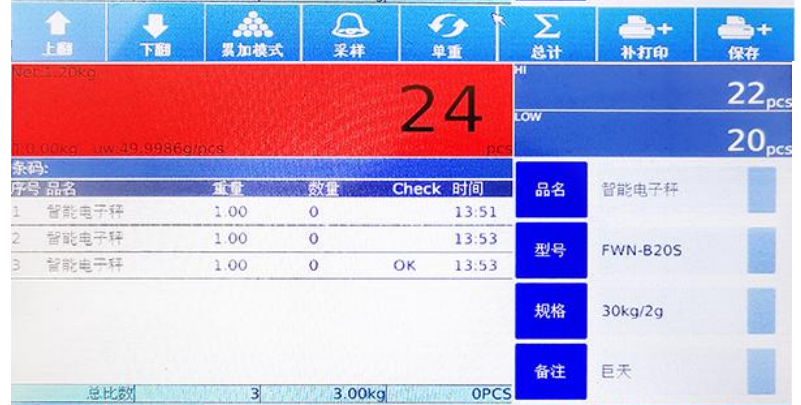 上翻 下翻 累加模式 采样 单重 总计 补打印 保存
Net:1.20kg
24
pcs
T:0.00kg uw:49.9986g/pcs
HI
22pcs
LOW
20pcs
条码:
序号 品名 重量 数量 Check 时间
1 智能电子秤 1.00 0 13:51
2 智能电子秤 1.00 0 13:53
3 智能电子秤 1.00 0 OK 13:53
总比数 3 3.00kg 0PCS
品名 智能电子秤
型号 FWN-B20S
规格 30kg/2g
备注 巨天